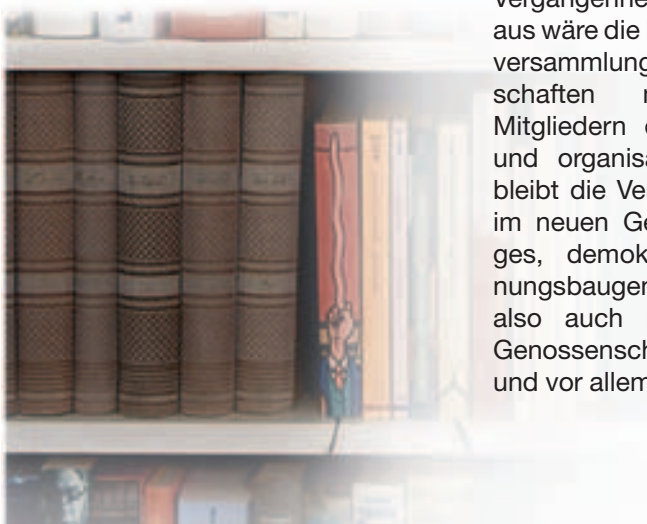 aus wäre die
versammlung
schaften
Mitgliedern
und organisa
bleibt die Ve
im neuen Ge
ges, demok
nungsbaugen
also auch
Genossensch
und vor allem